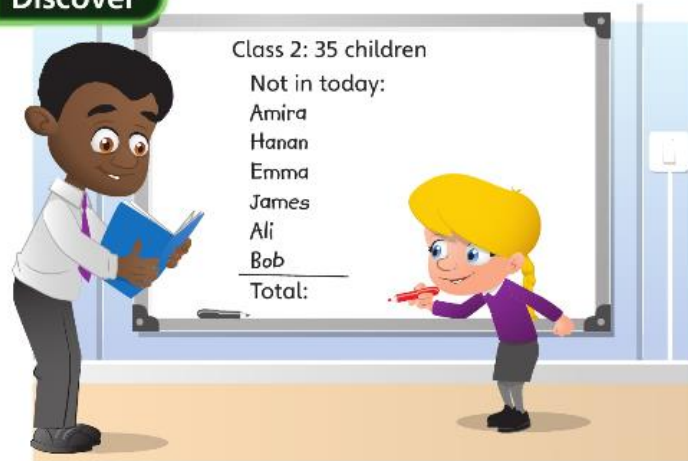 Discover
Class 2: 35 children
Not in today:
Amira
Hanan
Emma
James
Ali
Bob
Total: